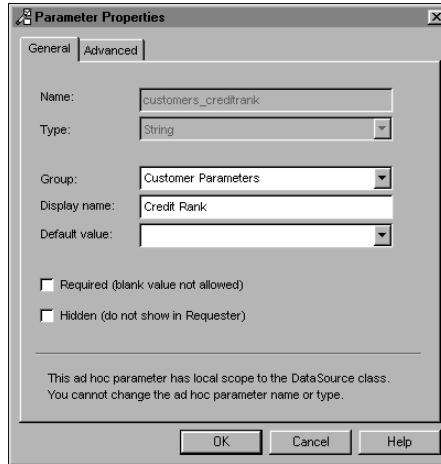 Parameter Properties
General Advanced
Name: customers_creditrank
Type: String
Group: Customer Parameters
Display name: Credit Rank
Default value:
Required (blank value not allowed)
Hidden (do not show in Requester)
This ad hoc parameter has local scope to the DataSource class.
You cannot change the ad hoc parameter name or type.
OK Cancel Help